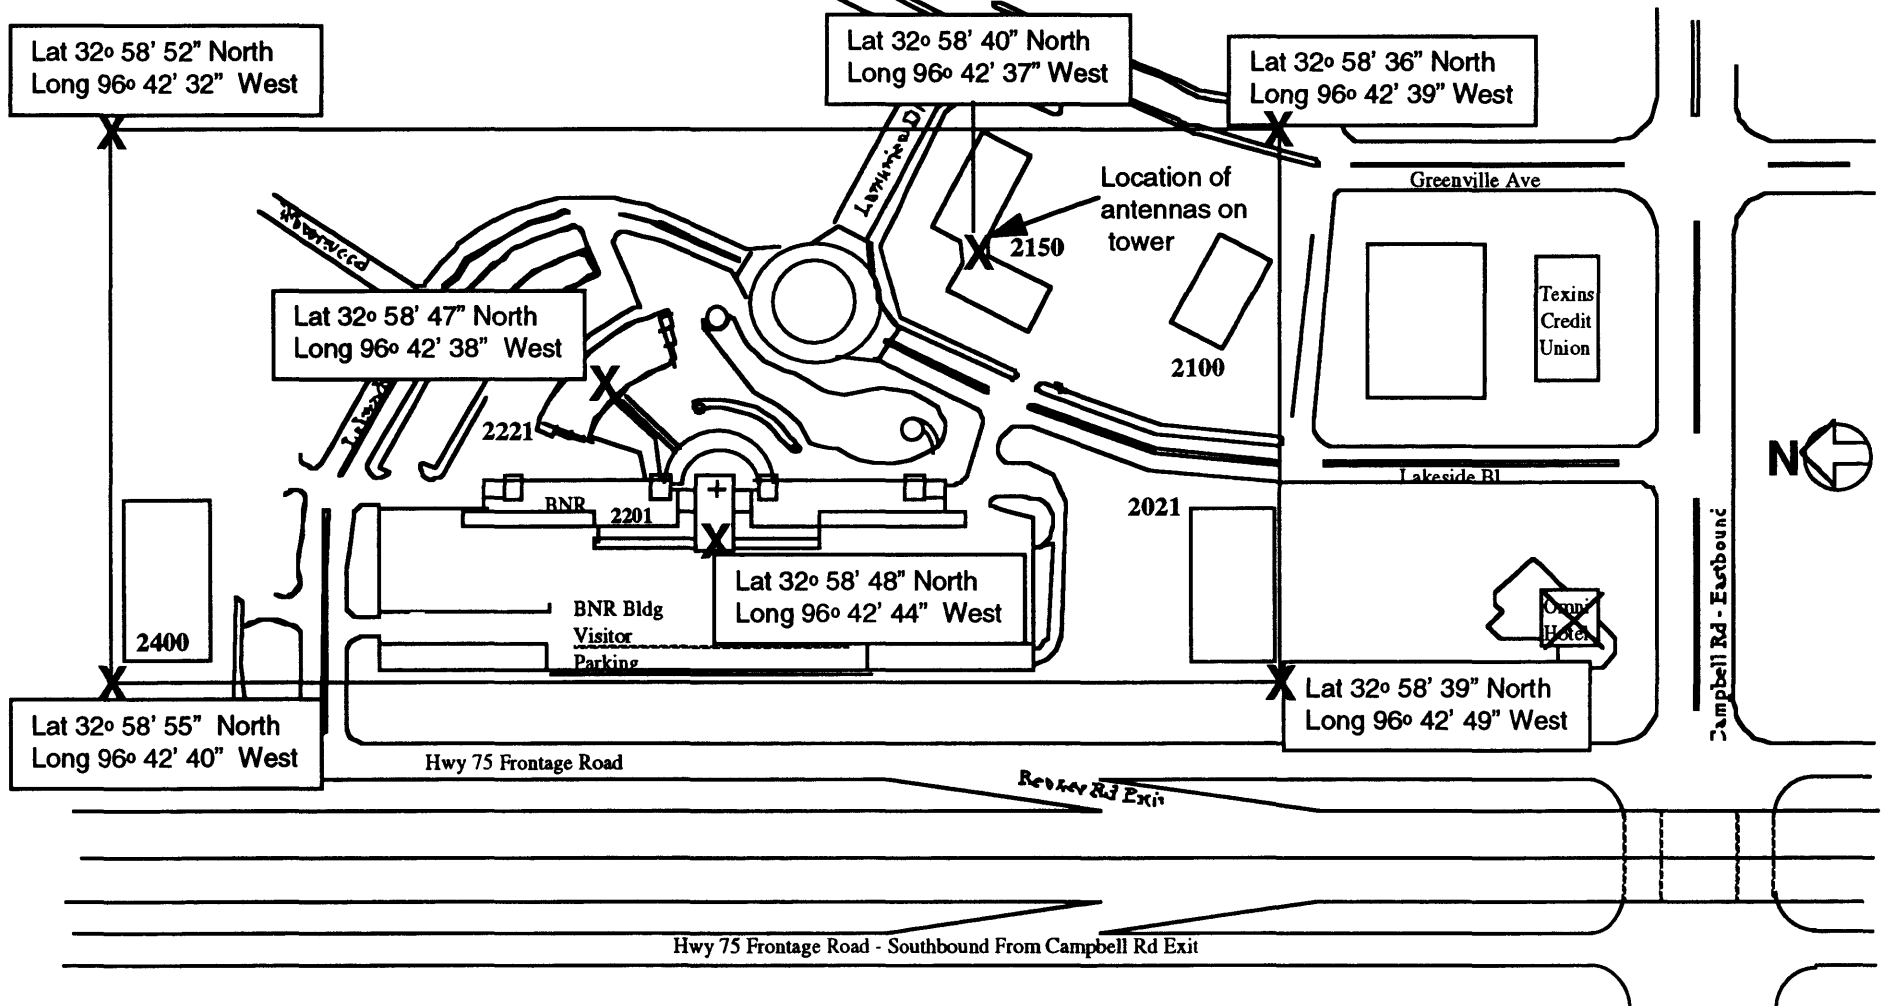 Lat 32o 58’ 52” North
Long 96o 42’ 32” West
Lat 32o 58’ 40” North
Long 96o 42’ 37” West
Lat 32o 58’ 36” North
Long 96o 42’ 39” West
X
X
Location of
antennas on
tower
Greenville Ave
X
2150
Texins
Credit
Union
Lat 32o 58’ 47” North
Long 96o 42’ 38” West
2100
X
2221
N
Lakeside Bl
BNR
2201
2021
X
Lat 32o 58’ 48” North
Long 96o 42’ 44” West
BNR Bldg
Visitor
Parking
Omni
Hotel
2400
Campbell Rd - Eastbound
X
X
Lat 32o 58’ 39” North
Long 96o 42’ 49” West
Lat 32o 58’ 55” North
Long 96o 42’ 40” West
Hwy 75 Frontage Road
Rd Exit
Hwy 75 Frontage Road - Southbound From Campbell Rd Exit